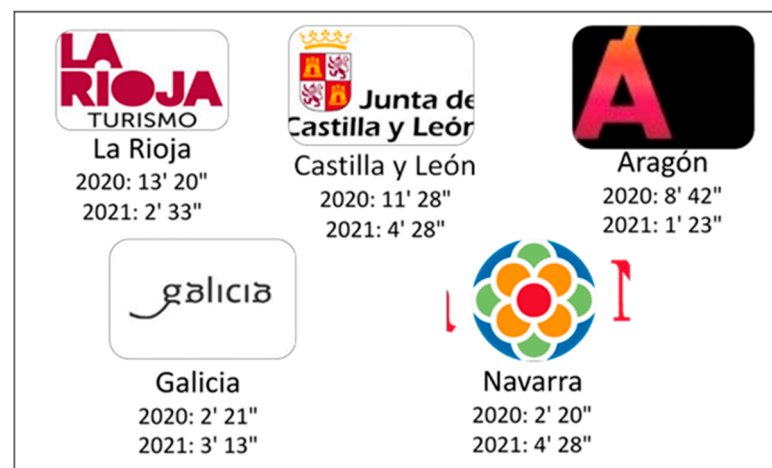 LA
RIOJA
TURISMO
La Rioja
2020: 13' 20"
2021: 2' 33"
Junta de
Castilla y León
Castilla y León
2020: 11' 28"
2021: 4' 28"
A
Aragón
2020: 8' 42"
2021: 1' 23"
galicia
Galicia
2020: 2' 21"
2021: 3' 13"
Navarra
2020: 2' 20"
2021: 4' 28"